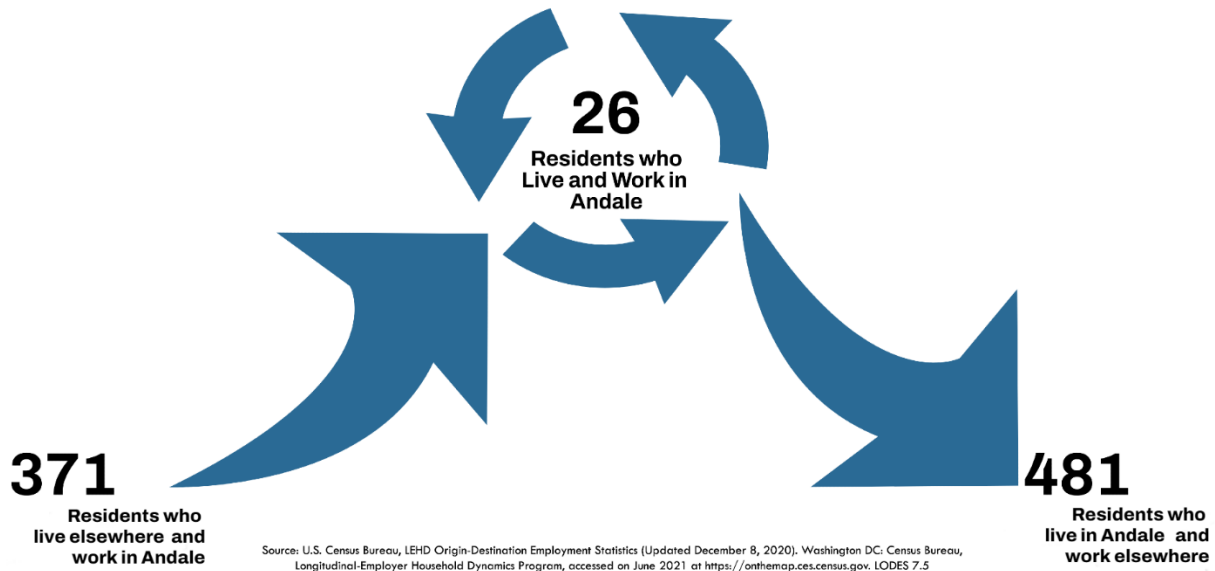 26
Residents who
Live and Work in
Andale
371
Residents who
live elsewhere and
work in Andale
481
Residents who
live in Andale and
work elsewhere
Source: U.S. Census Bureau, LEHD Origin-Destination Employment Statistics (Updated December 8, 2020). Washington DC: Census Bureau,
Longitudinal-Employer Household Dynamics Program, accessed on June 2021 at https://onthemap.ces.census.gov. LODES 7.5